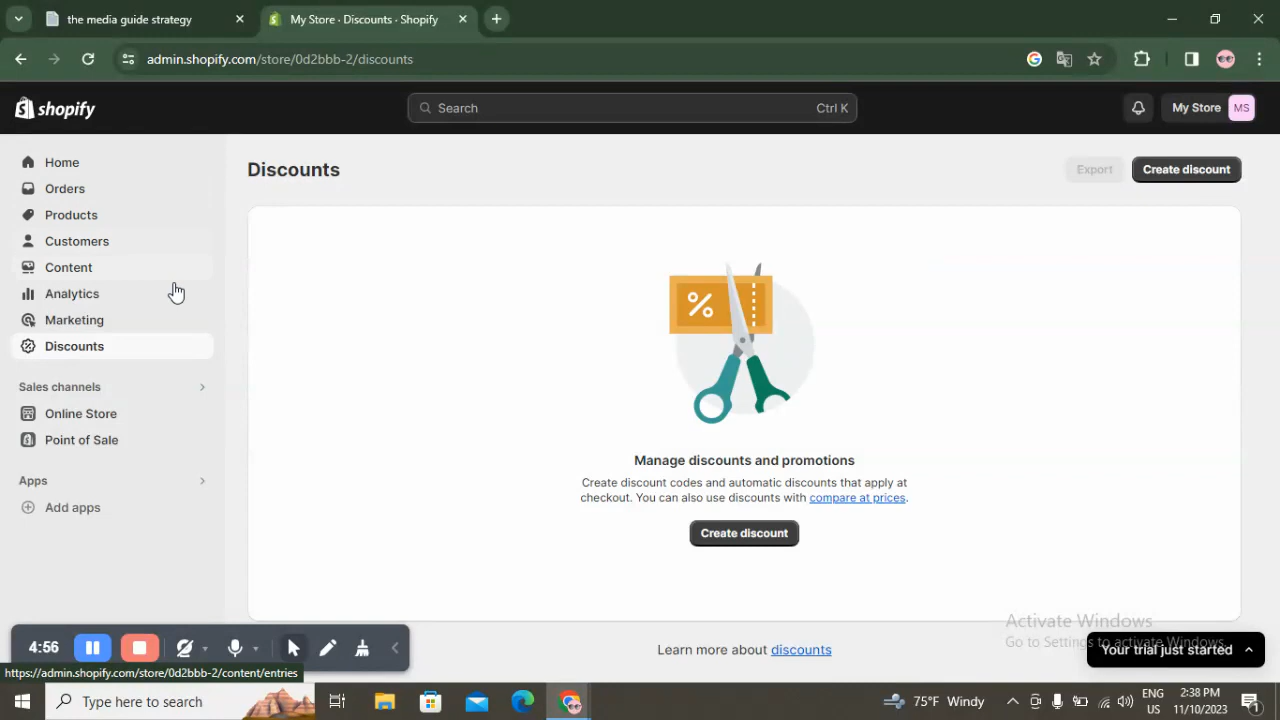 the media guide strategy
My Store · Discounts · Shopify
admin.shopify.com/store/0d2bbb-2/discounts
shopify
Search
Ctrl K
My Store
MS
Home
Orders
Products
Customers
Content
Analytics
Marketing
Discounts
Sales channels
Online Store
Point of Sale
Apps
Add apps
Discounts
Export
Create discount
%
Manage discounts and promotions
Create discount codes and automatic discounts that apply at
checkout. You can also use discounts with compare at prices.
Create discount
Learn more about discounts
Activate Windows
Go to Settings to activate Windows.
Your trial just started
4:56
https://admin.shopify.com/store/0d2bbb-2/content/entries
Type here to search
75°F Windy
ENG
US
2:38 PM
11/10/2023
1